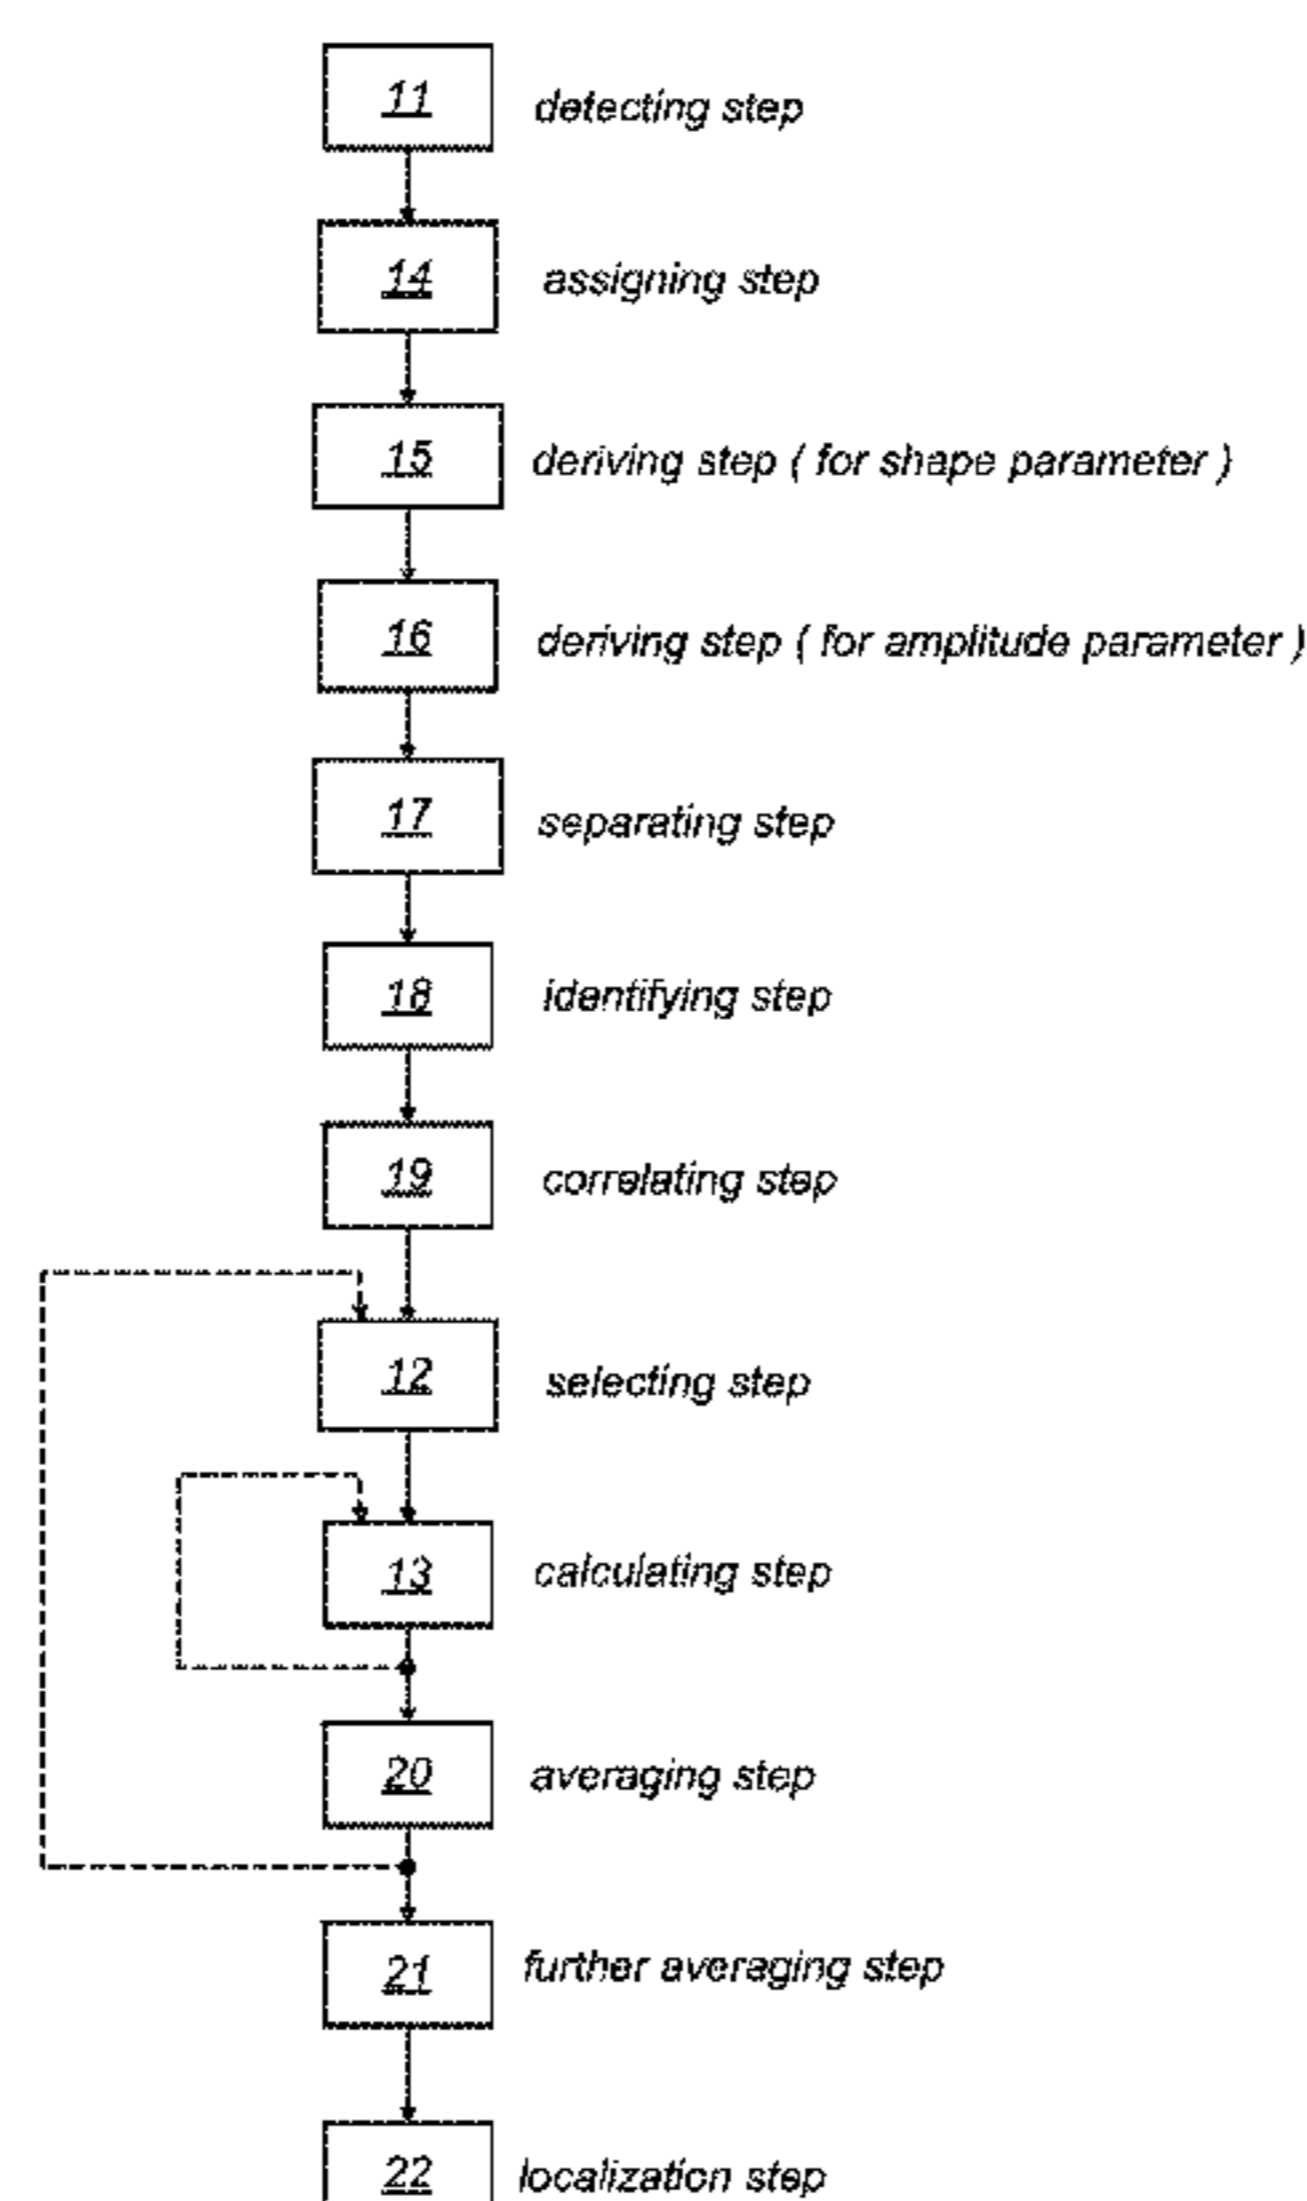 11 detecting step
14 assigning step
15 deriving step ( for shape parameter )
16 deriving step ( for amplitude parameter )
17 separating step
18 identifying step
19 correlating step
12 selecting step
13 calculating step
20 averaging step
21 further averaging step
22 localization step